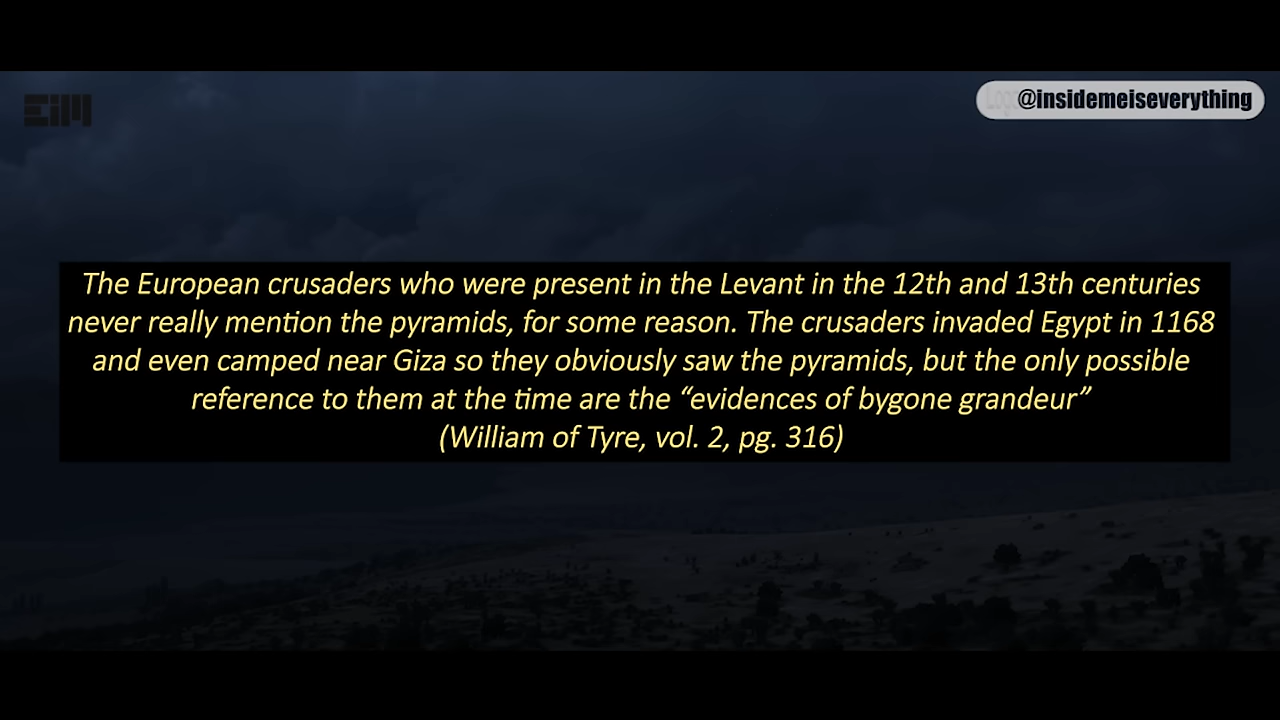 EiM
@insidemeiseverything
The European crusaders who were present in the Levant in the 12th and 13th centuries
never really mention the pyramids, for some reason. The crusaders invaded Egypt in 1168
and even camped near Giza so they obviously saw the pyramids, but the only possible
reference to them at the time are the “evidences of bygone grandeur”
(William of Tyre, vol. 2, pg. 316)